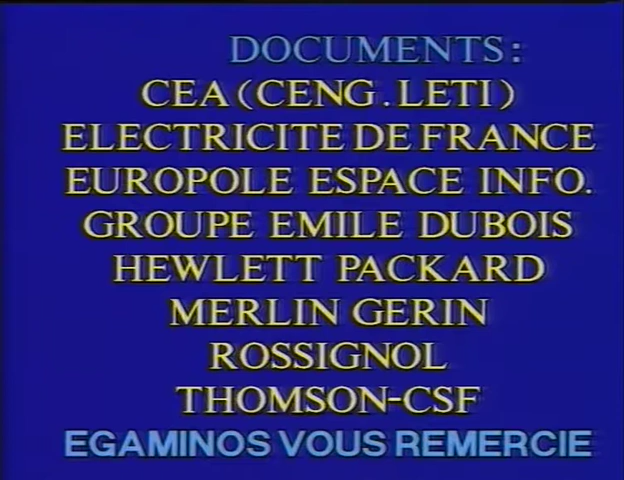 DOCUMENTS:
CEA (CENG.LETI)
ELECTRICITE DE FRANCE
EUROPOLE ESPACE INFO.
GROUPE EMILE DUBOIS
HEWLETT PACKARD
MERLIN GERIN
ROSSIGNOL
THOMSON-CSF
EGAMINOS VOUS REMERCIE